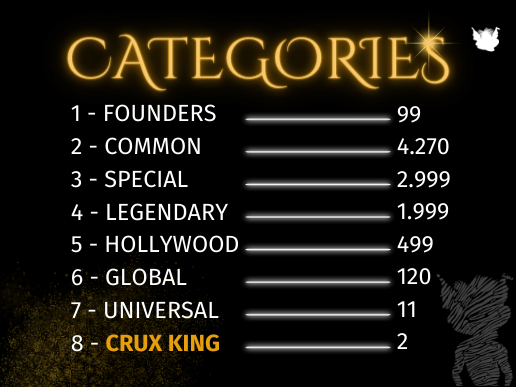 CATEGORIES
1 - FOUNDERS 99
2 - COMMON 4.270
3 - SPECIAL 2.999
4 - LEGENDARY 1.999
5 - HOLLYWOOD 499
6 - GLOBAL 120
7 - UNIVERSAL 11
8 - CRUX KING 2